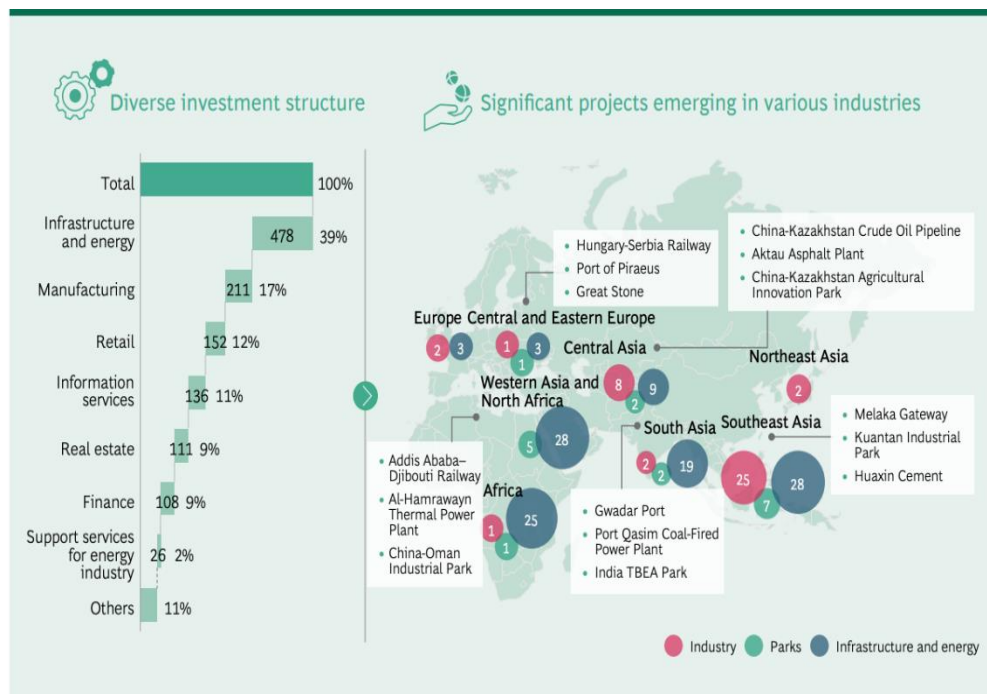 Diverse investment structure
Total
100%
Infrastructure
and energy
478
39%
Manufacturing
211
17%
Retail
152
12%
Information
services
136
11%
Real estate
111
9%
Finance
108
9%
Support services
for energy
industry
26
2%
Others
11%
Significant projects emerging in various industries
• Hungary-Serbia Railway
• Port of Piraeus
• Great Stone
• China-Kazakhstan Crude Oil Pipeline
• Aktau Asphalt Plant
• China-Kazakhstan Agricultural
Innovation Park
Europe
2
3
Central and Eastern Europe
1
1
3
Central Asia
8
2
9
Northeast Asia
2
Western Asia and
North Africa
5
28
South Asia
2
2
19
Southeast Asia
25
7
28
• Melaka Gateway
• Kuantan Industrial
Park
• Huaxin Cement
• Addis Ababa–
Djibouti Railway
• Al-Hamrawayn
Thermal Power
Plant
• China-Oman
Industrial Park
Africa
1
1
25
• Gwadar Port
• Port Qasim Coal-Fired
Power Plant
• India TBEA Park
Industry
Parks
Infrastructure and energy